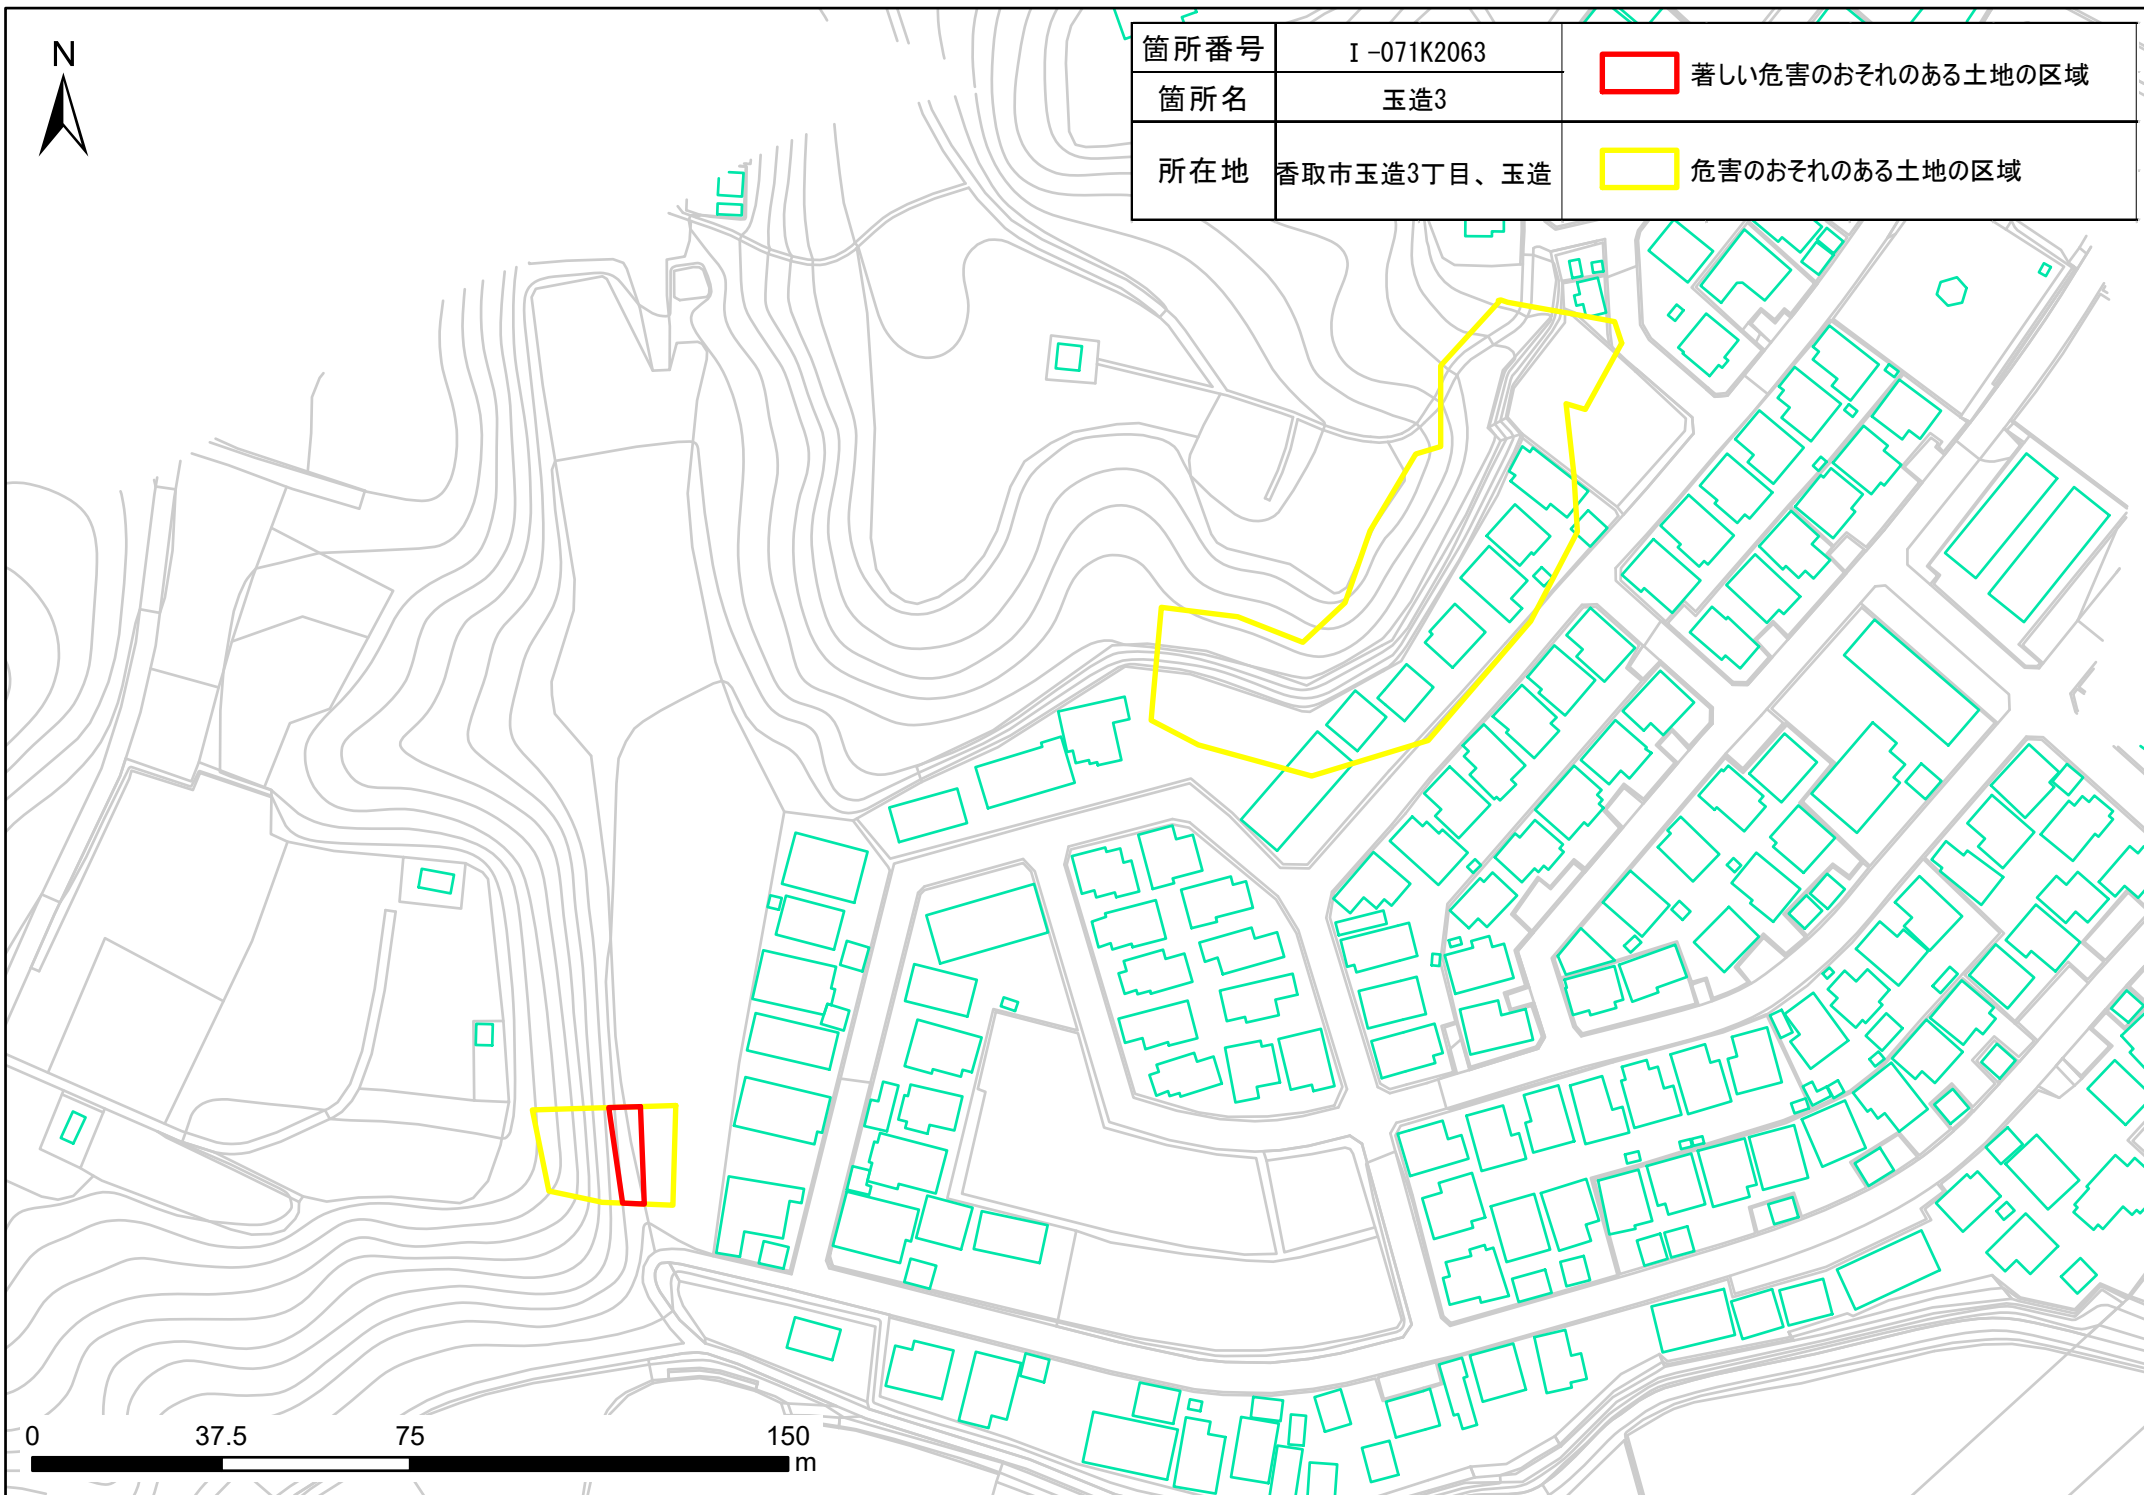 N
箇所番号 I-071K2063
著しい危害のおそれのある土地の区域
箇所名 玉造3
所在地 香取市玉造3丁目、玉造
危害のおそれのある土地の区域
0 37.5 75 150
m